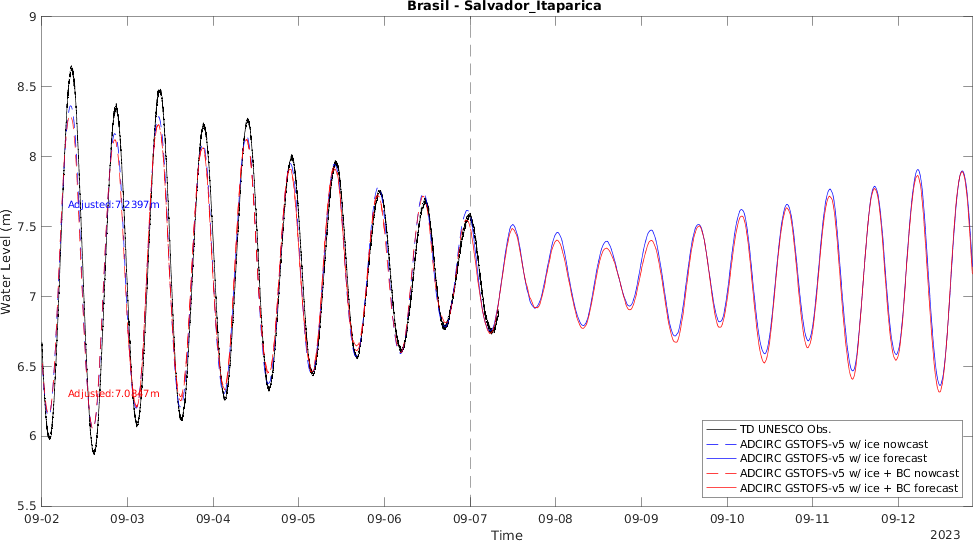 Brasil - Salvador_Itaparica
9
8.5
8
7.5
7
6.5
6
5.5
Water Level (m)
Adjusted:7.2397m
Adjusted:7.0367m
TD UNESCO Obs.
ADCIRC GSTOFS-v5 w/ ice nowcast
ADCIRC GSTOFS-v5 w/ ice forecast
ADCIRC GSTOFS-v5 w/ ice + BC nowcast
ADCIRC GSTOFS-v5 w/ ice + BC forecast
09-02 09-03 09-04 09-05 09-06 09-07 09-08 09-09 09-10 09-11 09-12
Time
2023